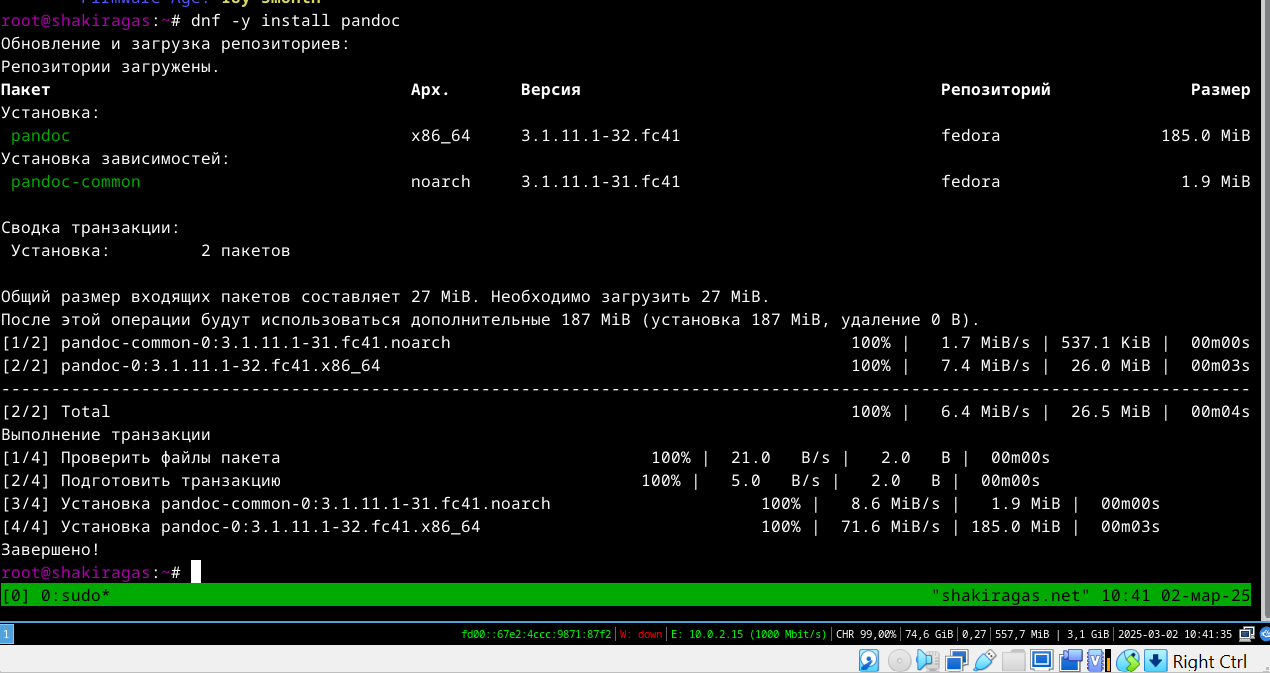 Firmware Age: 18y 3month
root@shakiragas:~# dnf -y install pandoc
Обновление и загрузка репозиториев:
Репозитории загружены.
Пакет Арх. Версия Репозиторий Размер
Установка:
pandoc x86_64 3.1.11.1-32.fc41 fedora 185.0 MiB
Установка зависимостей:
pandoc-common noarch 3.1.11.1-31.fc41 fedora 1.9 MiB
Сводка транзакции:
Установка: 2 пакетов
Общий размер входящих пакетов составляет 27 MiB. Необходимо загрузить 27 MiB.
После этой операции будут использоваться дополнительные 187 MiB (установка 187 MiB, удаление 0 B).
[1/2] pandoc-common-0:3.1.11.1-31.fc41.noarch 100% | 1.7 MiB/s | 537.1 KiB | 00m00s
[2/2] pandoc-0:3.1.11.1-32.fc41.x86_64 100% | 7.4 MiB/s | 26.0 MiB | 00m03s
--------------------------------------------------------------------------------
[2/2] Total 100% | 6.4 MiB/s | 26.5 MiB | 00m04s
Выполнение транзакции
[1/4] Проверить файлы пакета 100% | 21.0 B/s | 2.0 B | 00m00s
[2/4] Подготовить транзакцию 100% | 5.0 B/s | 2.0 B | 00m00s
[3/4] Установка pandoc-common-0:3.1.11.1-31.fc41.noarch 100% | 8.6 MiB/s | 1.9 MiB | 00m00s
[4/4] Установка pandoc-0:3.1.11.1-32.fc41.x86_64 100% | 71.6 MiB/s | 185.0 MiB | 00m03s
Завершено!
root@shakiragas:~#
[0] 0:sudo* "shakiragas.net" 10:41 02-мар-25
1 fd00::67e2:4ccc:9871:87f2 | W: down | E: 10.0.2.15 (1000 Mbit/s) | CHR 99,00% | 74,6 GiB | 0,27 | 557,7 MiB | 3,1 GiB | 2025-03-02 10:41:35
V Right Ctrl